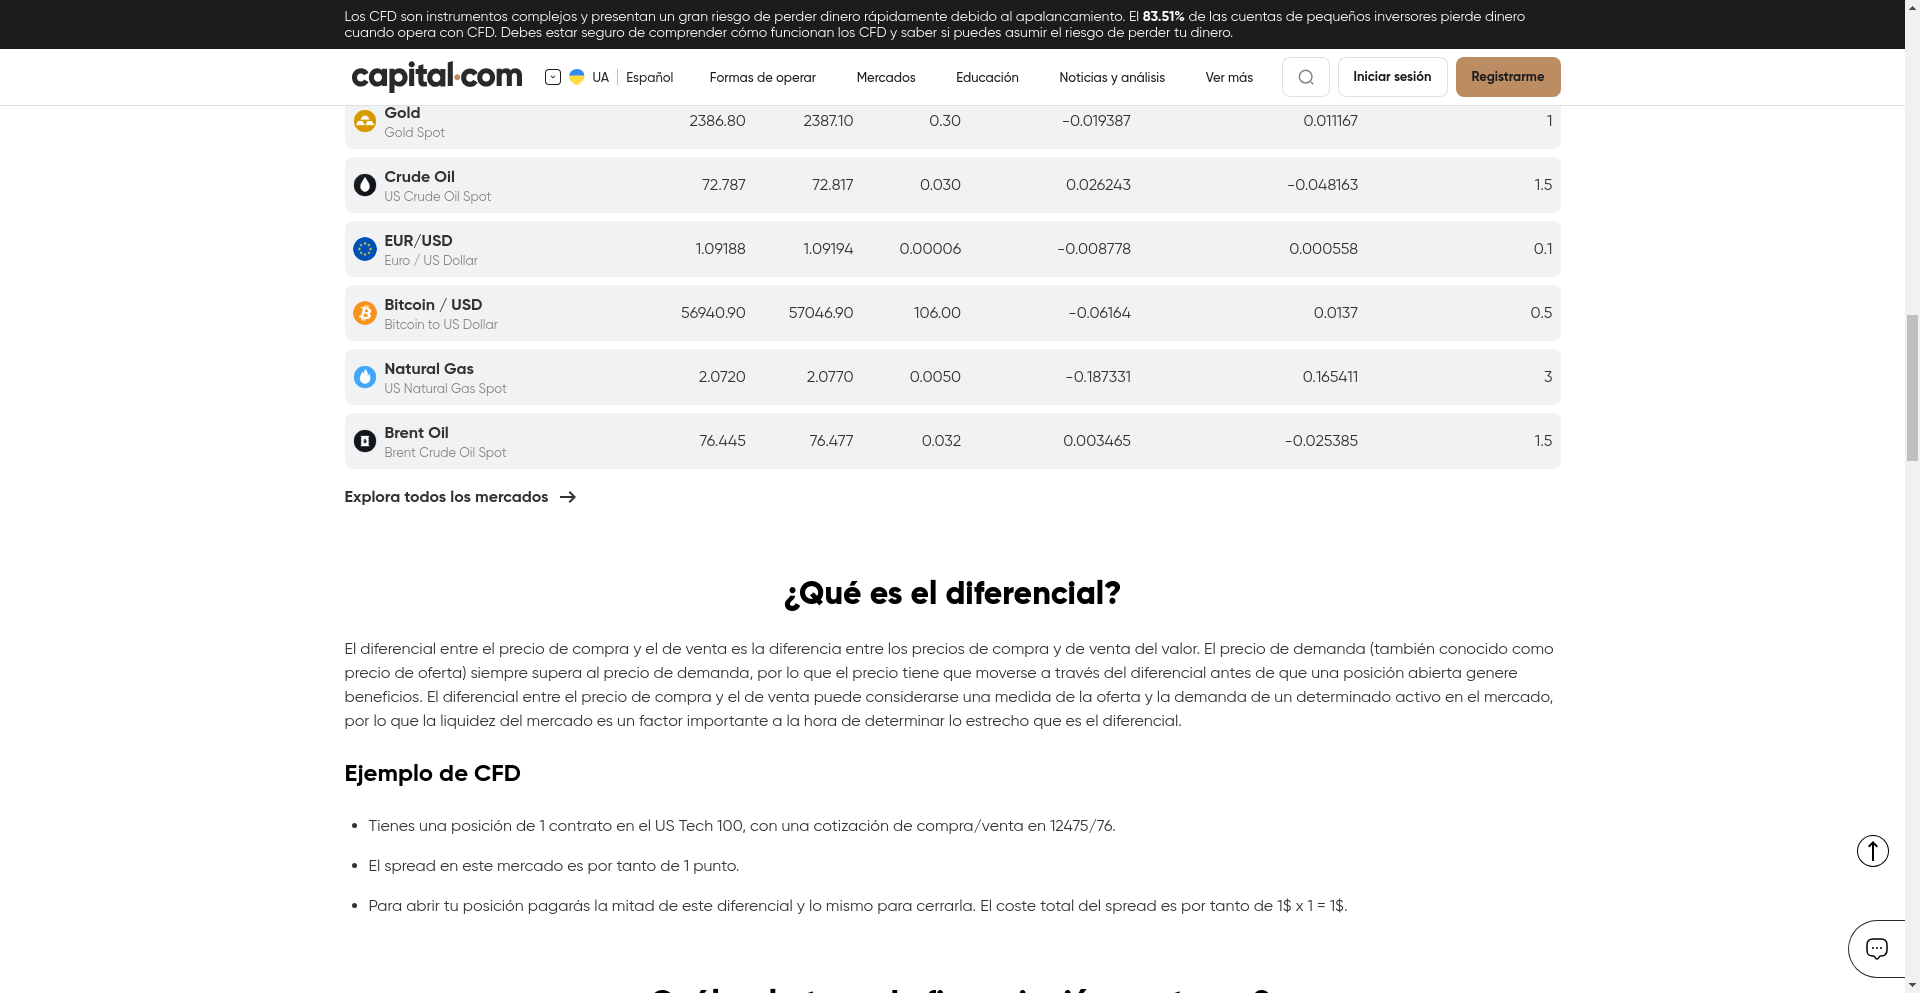 Los CFD son instrumentos complejos y presentan un gran riesgo de perder dinero rápidamente debido al apalancamiento. El 83.51% de las cuentas de pequeños inversores pierde dinero
cuando opera con CFD. Debes estar seguro de comprender cómo funcionan los CFD y saber si puedes asumir el riesgo de perder tu dinero.
capital.com UA Español Formas de operar Mercados Educación Noticias y análisis Ver más Iniciar sesión Registrarme
Gold 2386.80 2387.10 0.30 -0.019387 0.011167 1
Gold Spot
Crude Oil 72.787 72.817 0.030 0.026243 -0.048163 1.5
US Crude Oil Spot
EUR/USD 1.09188 1.09194 0.00006 -0.008778 0.000558 0.1
Euro / US Dollar
Bitcoin / USD 56940.90 57046.90 106.00 -0.06164 0.0137 0.5
Bitcoin to US Dollar
Natural Gas 2.0720 2.0770 0.0050 -0.187331 0.165411 3
US Natural Gas Spot
Brent Oil 76.445 76.477 0.032 0.003465 -0.025385 1.5
Brent Crude Oil Spot
Explora todos los mercados
¿Qué es el diferencial?
El diferencial entre el precio de compra y el de venta es la diferencia entre los precios de compra y de venta del valor. El precio de demanda (también conocido como
precio de oferta) siempre supera al precio de demanda, por lo que el precio tiene que moverse a través del diferencial antes de que una posición abierta genere
beneficios. El diferencial entre el precio de compra y el de venta puede considerarse una medida de la oferta y la demanda de un determinado activo en el mercado,
por lo que la liquidez del mercado es un factor importante a la hora de determinar lo estrecho que es el diferencial.
Ejemplo de CFD
• Tienes una posición de 1 contrato en el US Tech 100, con una cotización de compra/venta en 12475/76.
• El spread en este mercado es por tanto de 1 punto.
• Para abrir tu posición pagarás la mitad de este diferencial y lo mismo para cerrarla. El coste total del spread es por tanto de 1$ x 1 = 1$.